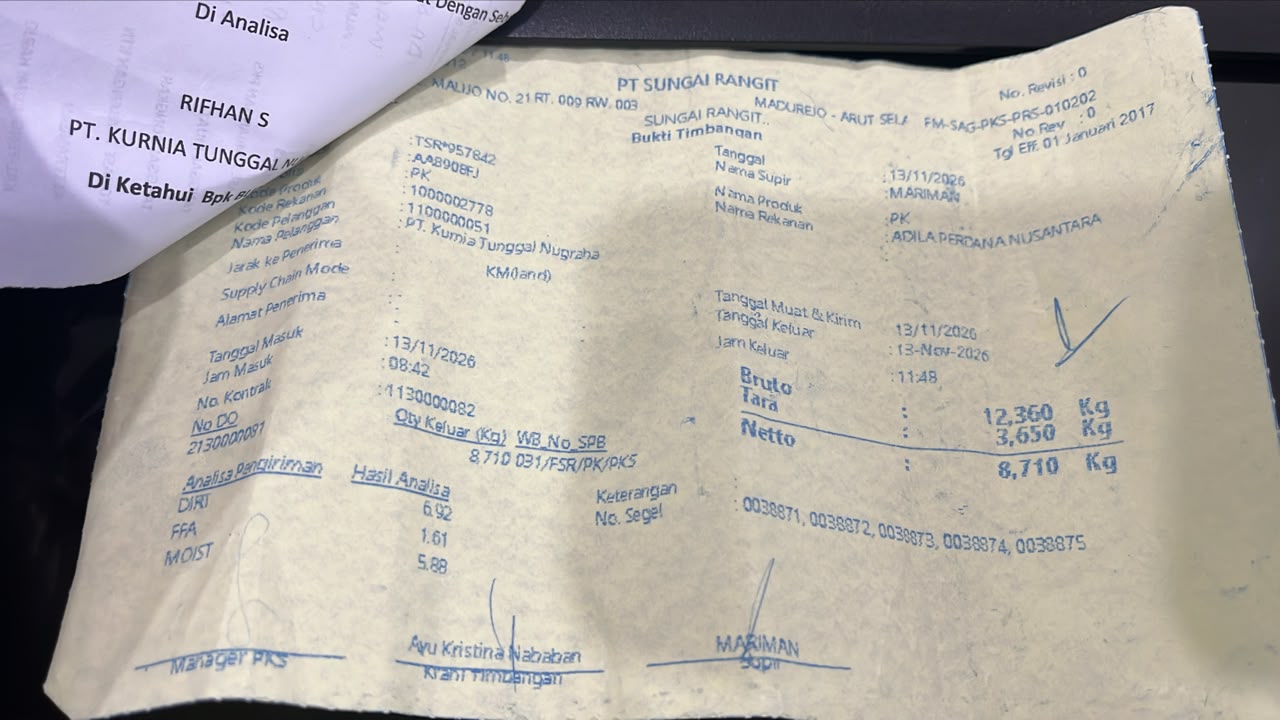 Di Analisa
RIFHAN S
PT. KURNIA TUNGGAL
Di Ketahui Bpk
11:48
PT SUNGAI RANGIT
MALIJO NO. 21 RT. 009 RW. 003 MADUREJO - ARUT SELA FM-SAG-PKS-PRS-010202
No. Revisi : 0
SUNGAI RANGIT..
No Rev : 0
Bukti Timbangan
Tgl Eff. 01 Januari 2017
: TSR*957842
Tanggal : 13/11/2026
: AA8908FJ
Nama Supir : MARIMAN
Kode Produk : PK
Nama Produk : PK
Kode Rekanan : 1000002778
Nama Rekanan : ADILA PERDANA NUSANTARA
Kode Pelanggan : 1100000051
Nama Pelanggan : PT. Kurnia Tunggal Nugraha
Jarak ke Penerima KM(land)
Supply Chain Mode :
Alamat Penerima :
Tanggal Muat & Kirim : 13/11/2026
Tanggal Masuk : 13/11/2026
Tanggal Keluar : 13-Nov-2026
Jam Masuk : 08:42
Jam Keluar : 11:48
No. Kontrak : 1130000082
Bruto : 12,360 Kg
Tara : 3,650 Kg
Netto : 8,710 Kg
No DO Qty Keluar (Kg) WB_No_SPB
2130000081 8,710 031/FSR/PK/PKS
Analisa Pengiriman Hasil Analisa
DIRT 6.92
FFA 1.61
MOIST 5.88
Keterangan
No. Segel : 0038871, 0038872, 0038873, 0038874, 0038875
Manager PKS
Ayu Kristina Nababan
Krani Timbangan
MARIMAN
Supir